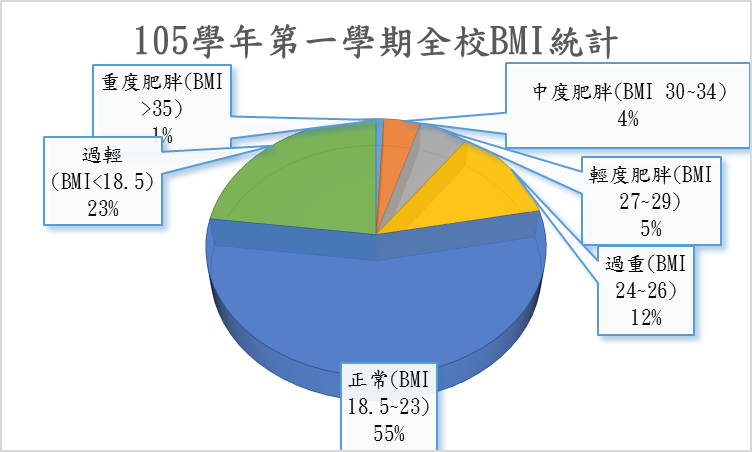 105學年第一學期全校BMI統計
重度肥胖(BMI
>35)
1%
中度肥胖(BMI 30~34)
4%
過輕
(BMI<18.5)
23%
輕度肥胖(BMI
27~29)
5%
過重(BMI
24~26)
12%
正常(BMI
18.5~23)
55%